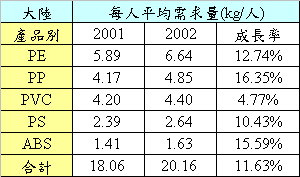 大陸 每人平均需求量(kg/人)
產品別 2001 2002 成長率
PE 5.89 6.64 12.74%
PP 4.17 4.85 16.35%
PVC 4.20 4.40 4.77%
PS 2.39 2.64 10.43%
ABS 1.41 1.63 15.59%
合計 18.06 20.16 11.63%